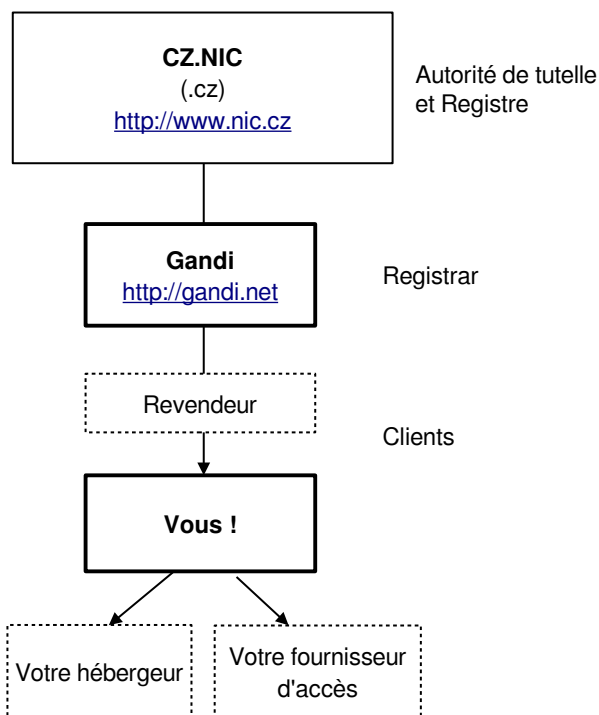 CZ.NIC
(.cz)
http://www.nic.cz
Autorité de tutelle
et Registre
Gandi
http://gandi.net
Registrar
Revendeur
Clients
Vous !
Votre hébergeur
Votre fournisseur
d'accès